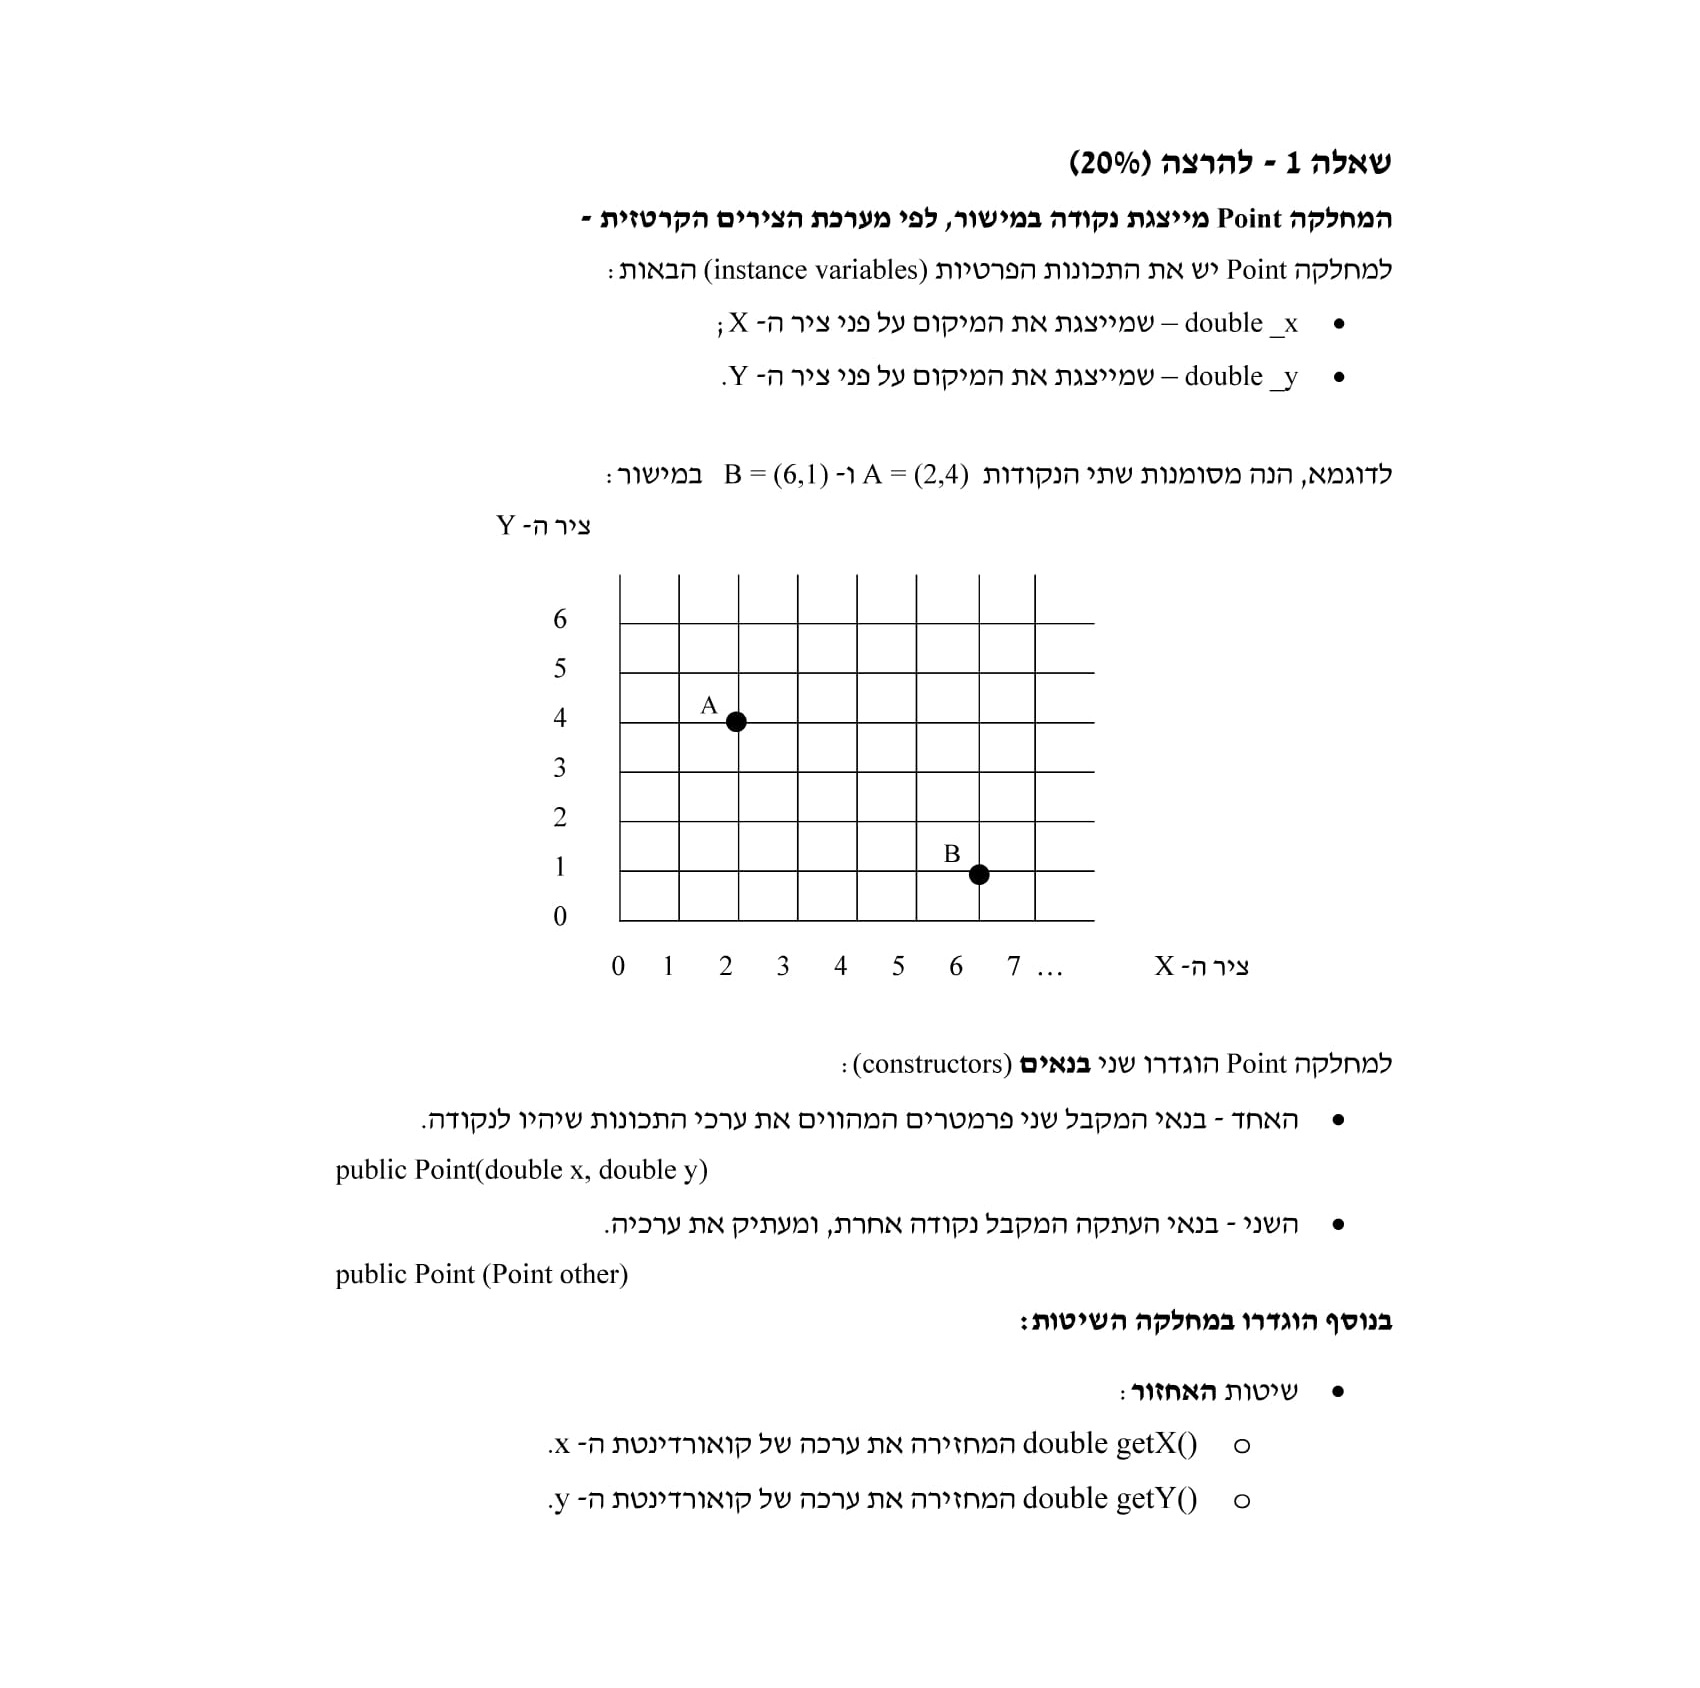 שאלה 1 - להרצה (20%)
המחלקה Point מייצגת נקודה במישור, לפי מערכת הצירים הקרטזית -
למחלקה Point יש את התכונות הפרטיות (instance variables) הבאות:
• double _x – שמייצגת את המיקום על פני ציר ה- X;
• double _y – שמייצגת את המיקום על פני ציר ה- Y.
לדוגמא, הנה מסומנות שתי הנקודות A = (2,4) ו- B = (6,1) במישור:
ציר ה- Y
6
5
A
4
3
2
B
1
0
0 1 2 3 4 5 6 7 … ציר ה- X
למחלקה Point הוגדרו שני בנאים (constructors):
• האחד - בנאי המקבל שני פרמטרים המהווים את ערכי התכונות שיהיו לנקודה.
public Point(double x, double y)
• השני - בנאי העתקה המקבל נקודה אחרת, ומעתיק את ערכיה.
public Point (Point other)
בנוסף הוגדרו במחלקה השיטות:
• שיטות האחזור:
o double getX() המחזירה את ערכה של קואורדינטת ה- x.
o double getY() המחזירה את ערכה של קואורדינטת ה- y.